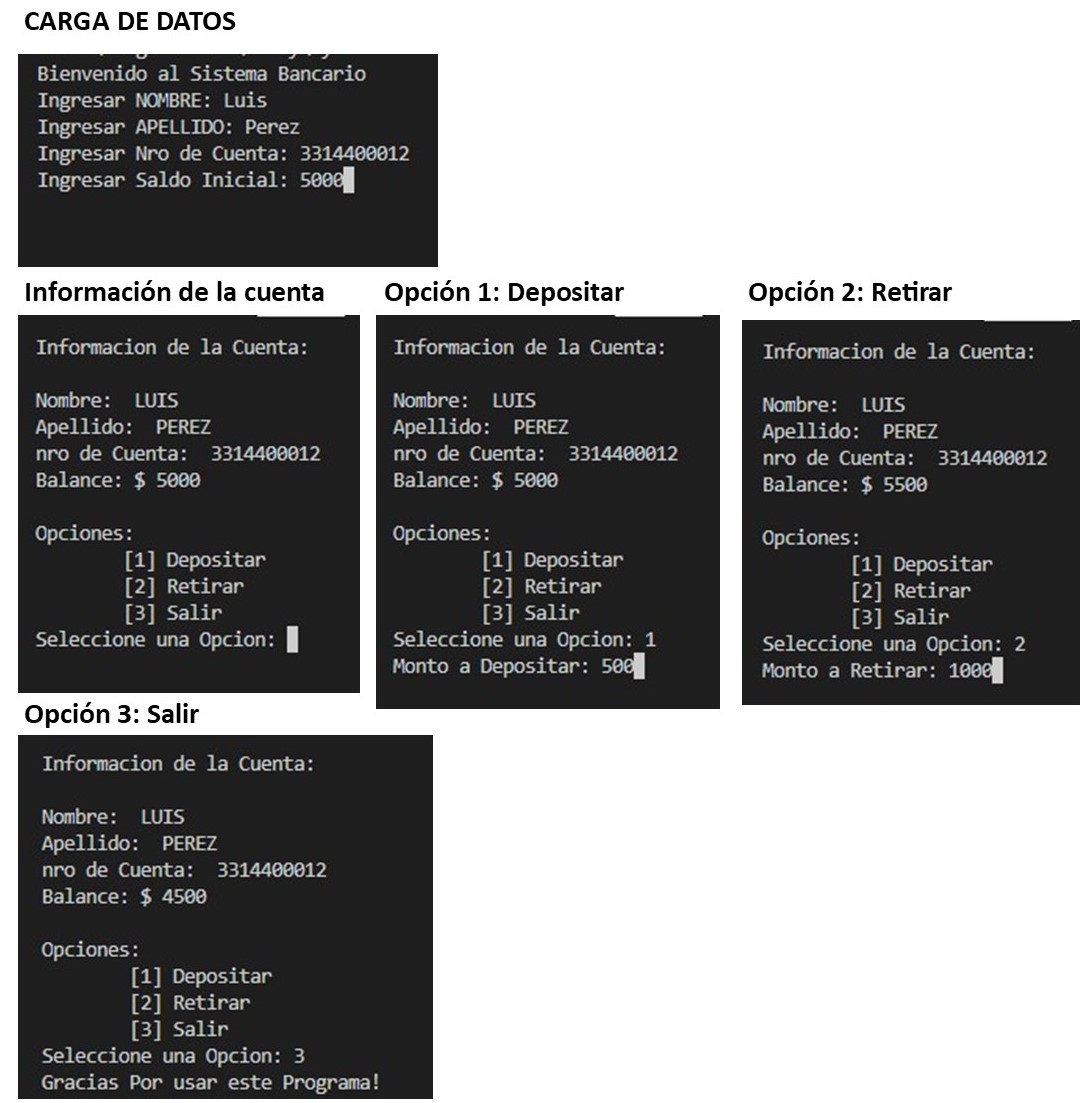 CARGA DE DATOS
Bienvenido al Sistema Bancario
Ingresar NOMBRE: Luis
Ingresar APELLIDO: Perez
Ingresar Nro de Cuenta: 3314400012
Ingresar Saldo Inicial: 5000
Información de la cuenta
Informacion de la Cuenta:
Nombre:  LUIS
Apellido:  PEREZ
nro de Cuenta:  3314400012
Balance: $ 5000
Opciones:
[1] Depositar
[2] Retirar
[3] Salir
Seleccione una Opcion:
Opción 1: Depositar
Informacion de la Cuenta:
Nombre:  LUIS
Apellido:  PEREZ
nro de Cuenta:  3314400012
Balance: $ 5000
Opciones:
[1] Depositar
[2] Retirar
[3] Salir
Seleccione una Opcion: 1
Monto a Depositar: 500
Opción 2: Retirar
Informacion de la Cuenta:
Nombre:  LUIS
Apellido:  PEREZ
nro de Cuenta:  3314400012
Balance: $ 5500
Opciones:
[1] Depositar
[2] Retirar
[3] Salir
Seleccione una Opcion: 2
Monto a Retirar: 1000
Opción 3: Salir
Informacion de la Cuenta:
Nombre:  LUIS
Apellido:  PEREZ
nro de Cuenta:  3314400012
Balance: $ 4500
Opciones:
[1] Depositar
[2] Retirar
[3] Salir
Seleccione una Opcion: 3
Gracias Por usar este Programa!